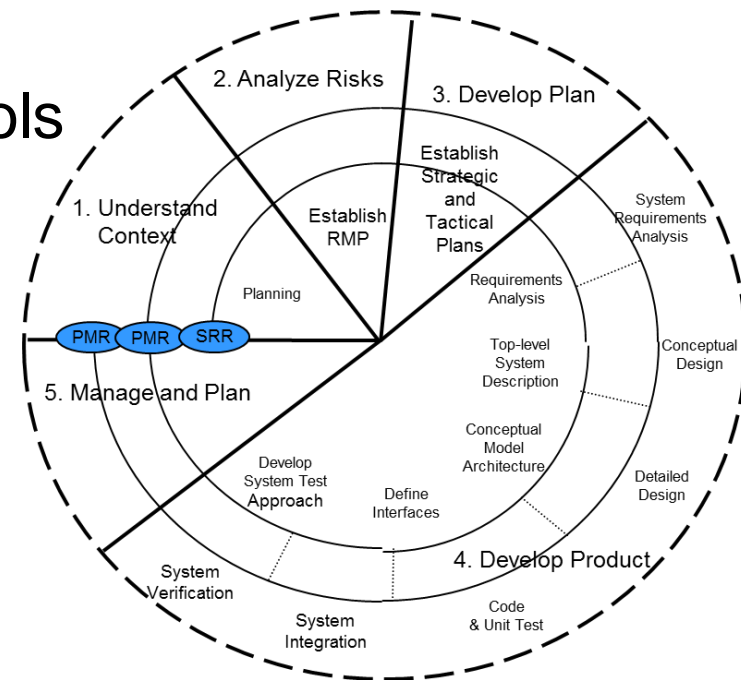 ols
2. Analyze Risks
3. Develop Plan
Establish
Strategic
and
Tactical
Plans
1. Understand
Context
Establish
RMP
System
Requirements
Analysis
Planning
Requirements
Analysis
PMR
PMR
SRR
Top-level
System
Description
Conceptual
Design
5. Manage and Plan
Conceptual
Model
Architecture
Develop
System Test
Approach
Define
Interfaces
Detailed
Design
4. Develop Product
System
Verification
System
Integration
Code
& Unit Test